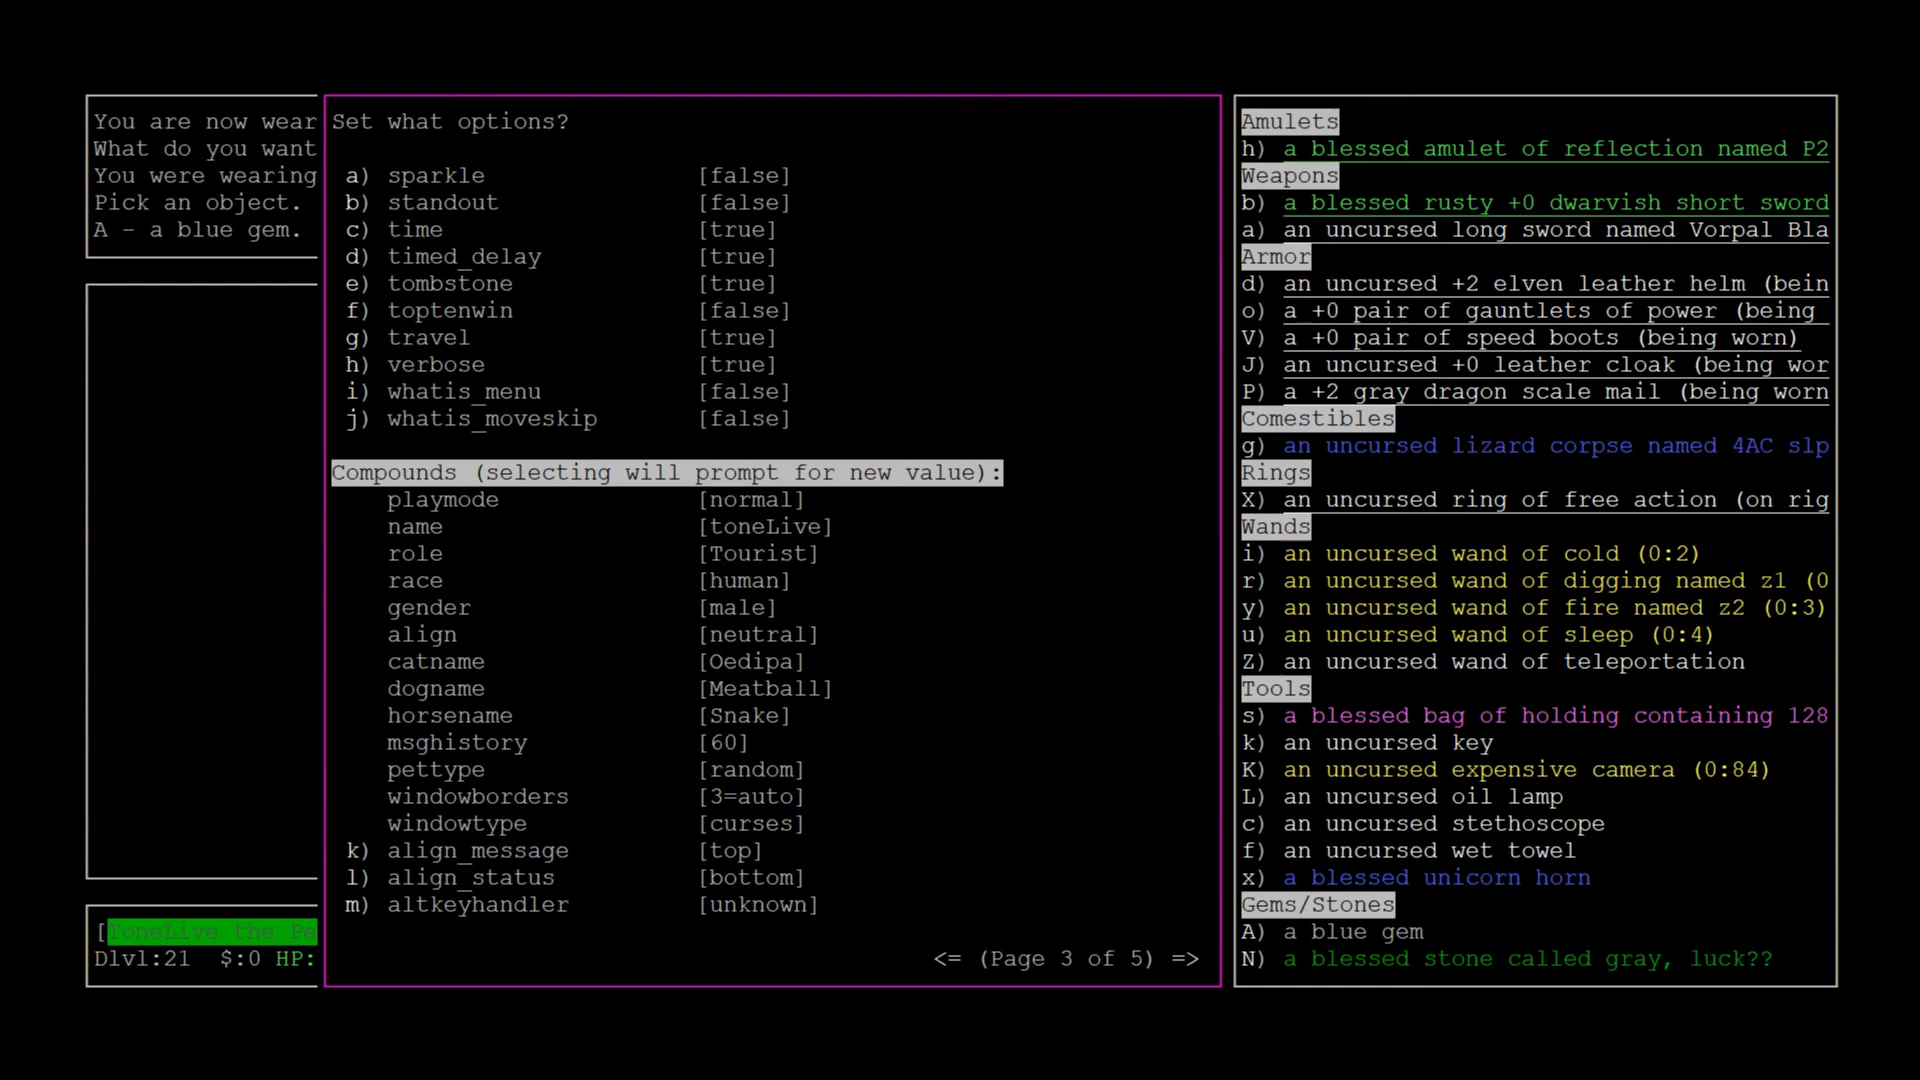 You are now wear
What do you want
You were wearing
Pick an object.
A - a blue gem.
[ToneLive the Pe
Dlvl:21 $:0 HP:
Set what options?
a) sparkle [false]
b) standout [false]
c) time [true]
d) timed_delay [true]
e) tombstone [true]
f) toptenwin [false]
g) travel [true]
h) verbose [true]
i) whatis_menu [false]
j) whatis_moveskip [false]
Compounds (selecting will prompt for new value):
playmode [normal]
name [toneLive]
role [Tourist]
race [human]
gender [male]
align [neutral]
catname [Oedipa]
dogname [Meatball]
horsename [Snake]
msghistory [60]
pettype [random]
windowborders [3=auto]
windowtype [curses]
k) align_message [top]
l) align_status [bottom]
m) altkeyhandler [unknown]
<= (Page 3 of 5) =>
Amulets
h) a blessed amulet of reflection named P2
Weapons
b) a blessed rusty +0 dwarvish short sword
a) an uncursed long sword named Vorpal Bla
Armor
d) an uncursed +2 elven leather helm (bein
o) a +0 pair of gauntlets of power (being
V) a +0 pair of speed boots (being worn)
J) an uncursed +0 leather cloak (being wor
P) a +2 gray dragon scale mail (being worn
Comestibles
g) an uncursed lizard corpse named 4AC slp
Rings
X) an uncursed ring of free action (on rig
Wands
i) an uncursed wand of cold (0:2)
r) an uncursed wand of digging named z1 (0
y) an uncursed wand of fire named z2 (0:3)
u) an uncursed wand of sleep (0:4)
Z) an uncursed wand of teleportation
Tools
s) a blessed bag of holding containing 128
k) an uncursed key
K) an uncursed expensive camera (0:84)
L) an uncursed oil lamp
c) an uncursed stethoscope
f) an uncursed wet towel
x) a blessed unicorn horn
Gems/Stones
A) a blue gem
N) a blessed stone called gray, luck??